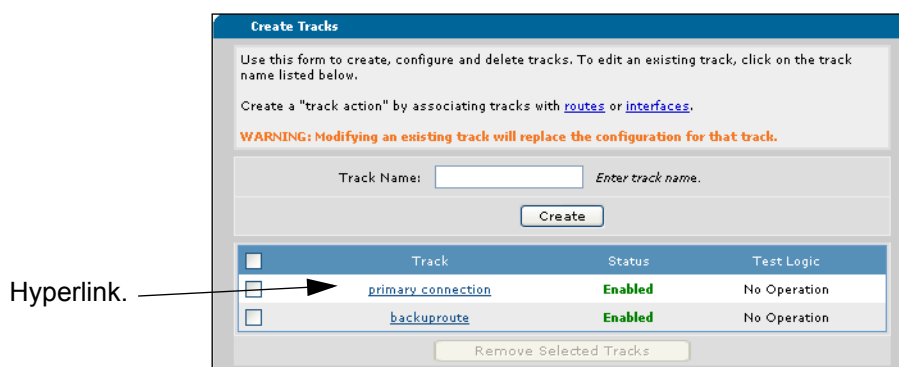 Create Tracks
Use this form to create, configure and delete tracks. To edit an existing track, click on the track
name listed below.
Create a "track action" by associating tracks with routes or interfaces.
WARNING: Modifying an existing track will replace the configuration for that track.
Track Name: Enter track name.
Create
Track Status Test Logic
Hyperlink. primary connection Enabled No Operation
backuproute Enabled No Operation
Remove Selected Tracks